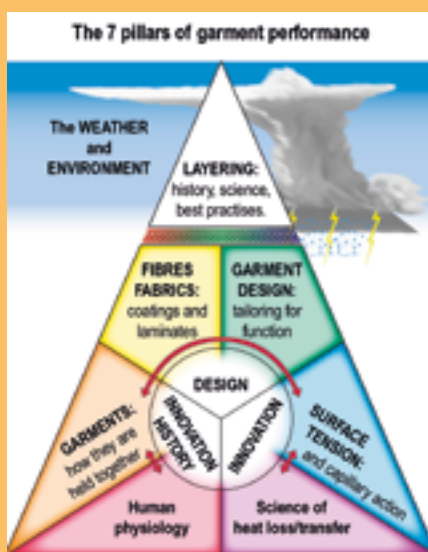 The 7 pillars of garment performance
The WEATHER
and
ENVIRONMENT
LAYERING:
history, science,
best practises.
FIBRES
FABRICS:
coatings and
laminates
GARMENT
DESIGN:
tailoring for
function
DESIGN
INNOVATION
HISTORY
INNOVATION
GARMENTS:
how they are
held together
SURFACE
TENSION:
and capillary action
Human
physiology
Science of
heat loss/transfer